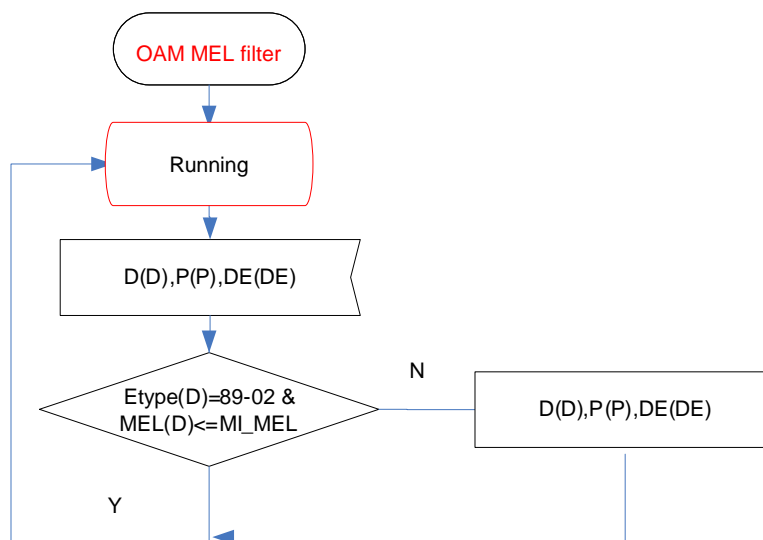 OAM MEL filter
Running
D(D),P(P),DE(DE)
Etype(D)=89-02 &
MEL(D)<=MI_MEL
N
D(D),P(P),DE(DE)
Y